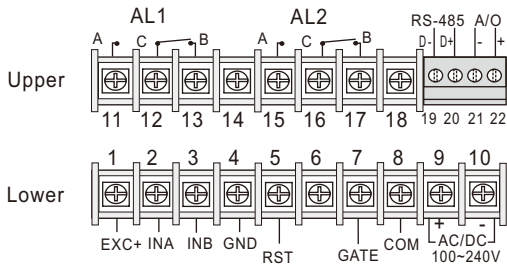 AL1 AL2 RS-485 A/O
A C B A C B D- D+ - +
Upper
11 12 13 14 15 16 17 18 19 20 21 22
1 2 3 4 5 6 7 8 9 10
Lower
+ -
EXC+ INA INB GND RST GATE COM AC/DC
100~240V